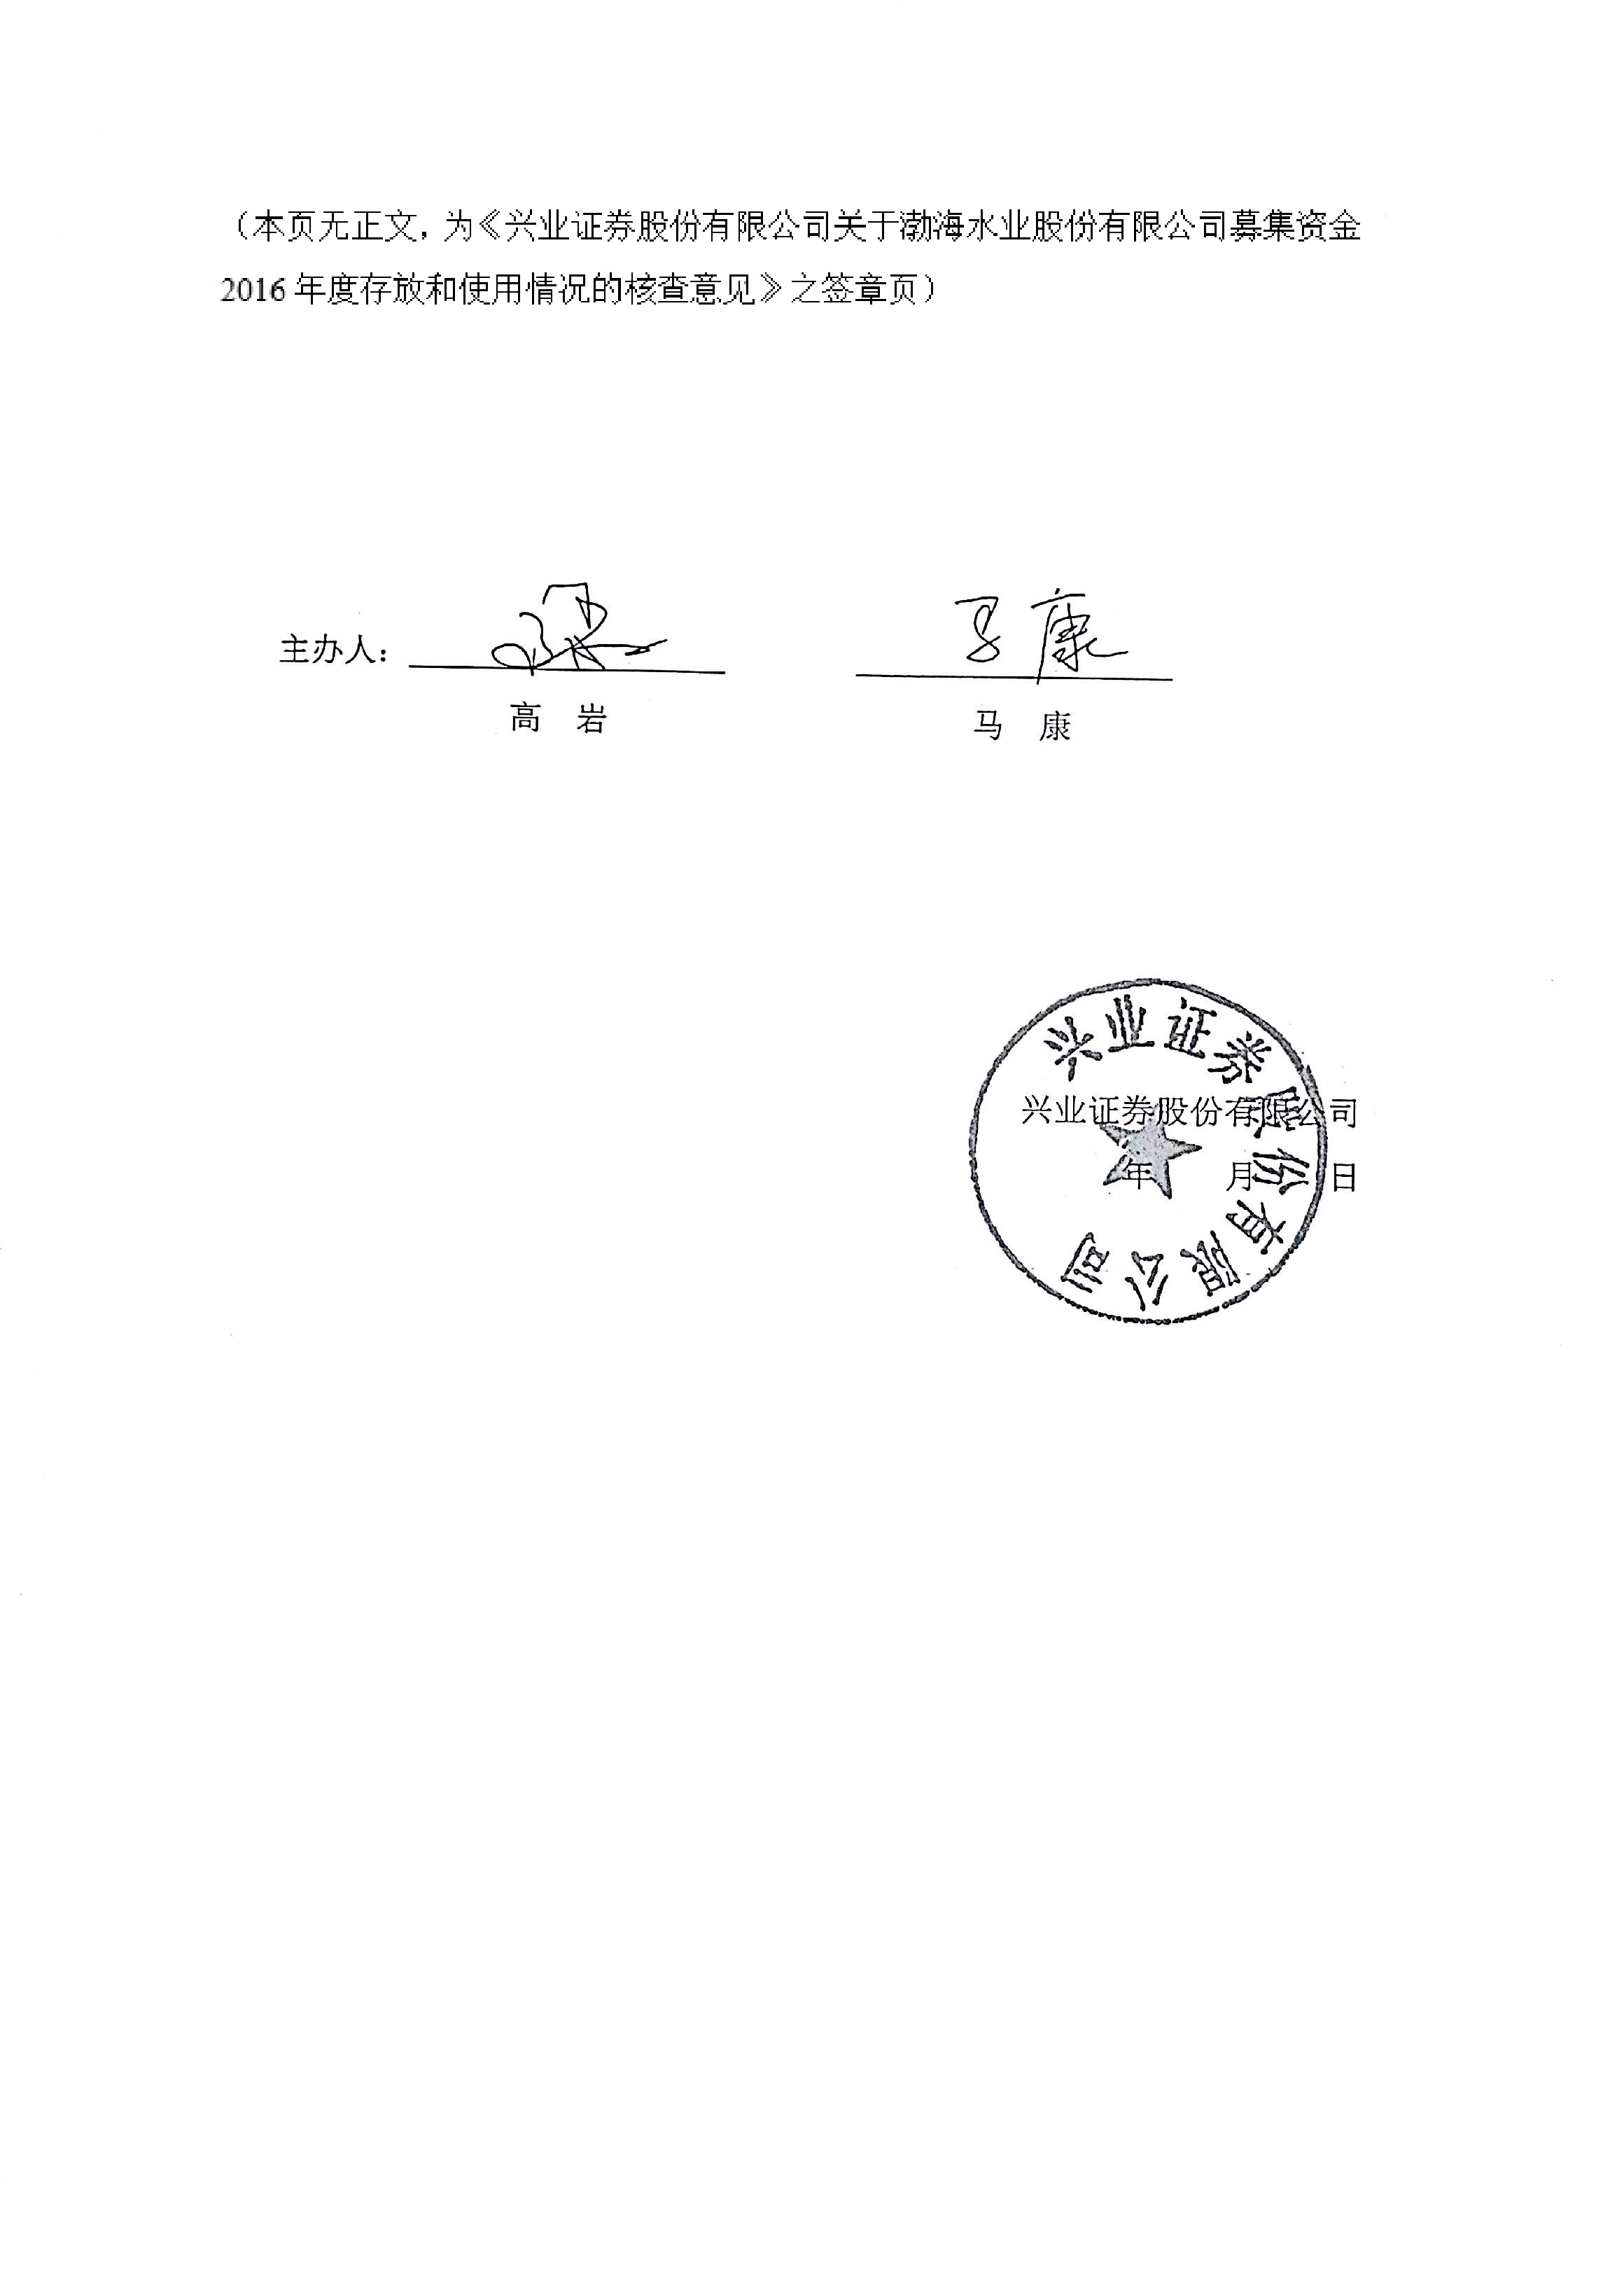 （本页无正文，为《兴业证券股份有限公司关于渤海水业股份有限公司募集资金
2016 年度存放和使用情况的核查意见》之签章页）
主办人：
马康
高 岩
马 康
兴业证券股份有限公司
兴业证券股份有限公司
年 月 日